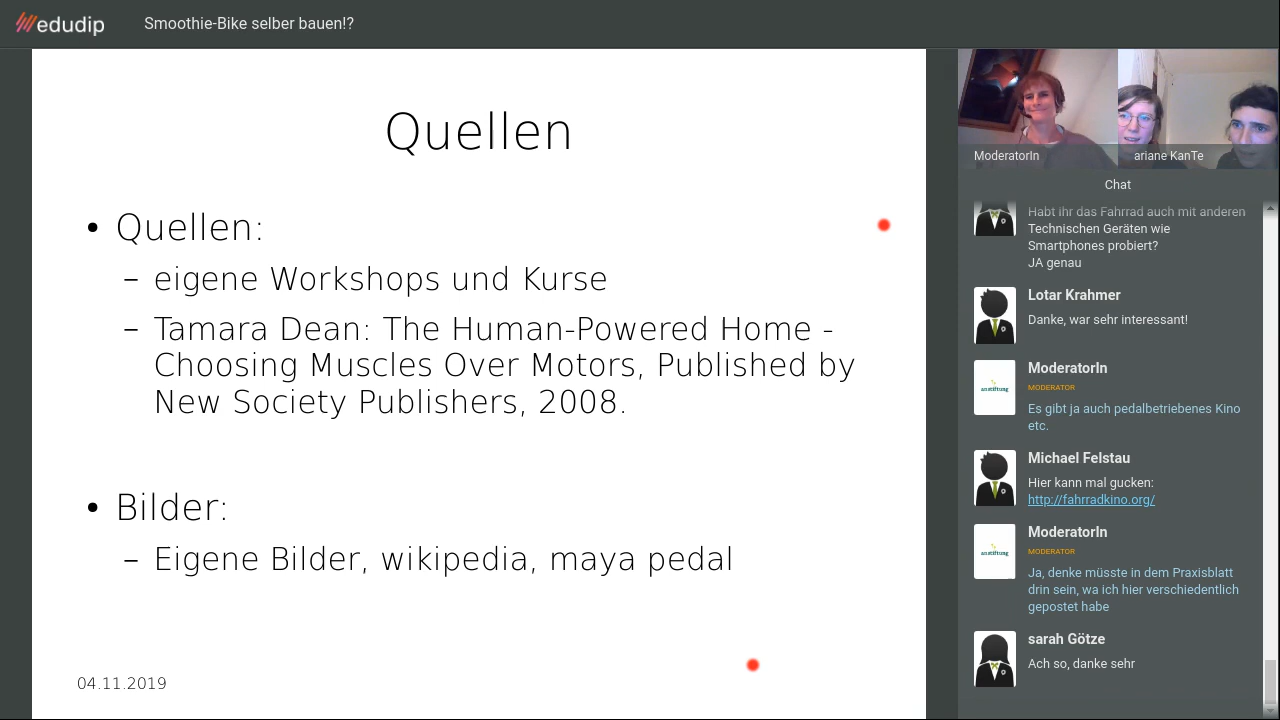 edudip
Smoothie-Bike selber bauen!?
Quellen
• Quellen:
– eigene Workshops und Kurse
– Tamara Dean: The Human-Powered Home -
Choosing Muscles Over Motors, Published by
New Society Publishers, 2008.
• Bilder:
– Eigene Bilder, wikipedia, maya pedal
04.11.2019
ModeratorIn
ariane KanTe
Chat
Habt ihr das Fahrrad auch mit anderen
Technischen Geräten wie
Smartphones probiert?
JA genau
Lotar Krahmer
Danke, war sehr interessant!
ModeratorIn
MODERATOR
anstiftung
Es gibt ja auch pedalbetriebenes Kino
etc.
Michael Felstau
Hier kann mal gucken:
http://fahrradkino.org/
ModeratorIn
MODERATOR
anstiftung
Ja, denke müsste in dem Praxisblatt
drin sein, wa ich hier verschiedentlich
gepostet habe
sarah Götze
Ach so, danke sehr